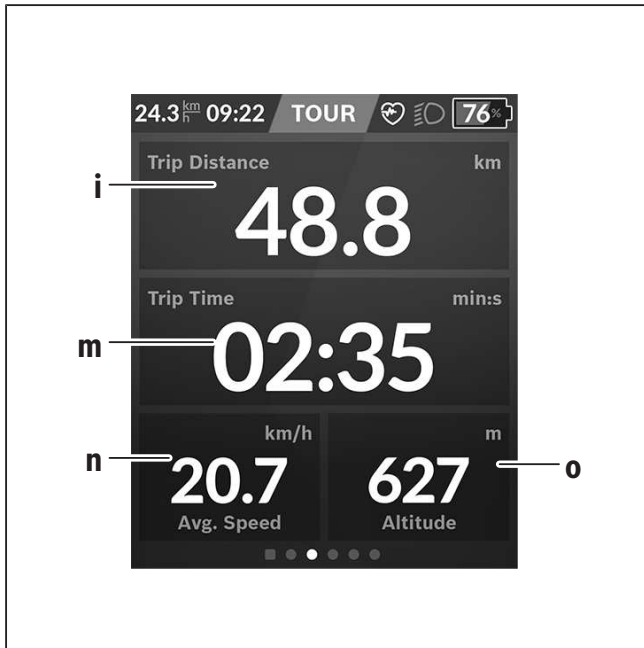 24.3 km/h 09:22 TOUR 76%
Trip Distance km
i
48.8
Trip Time min:s
m
02:35
km/h m
n
20.7 627
o
Avg. Speed Altitude